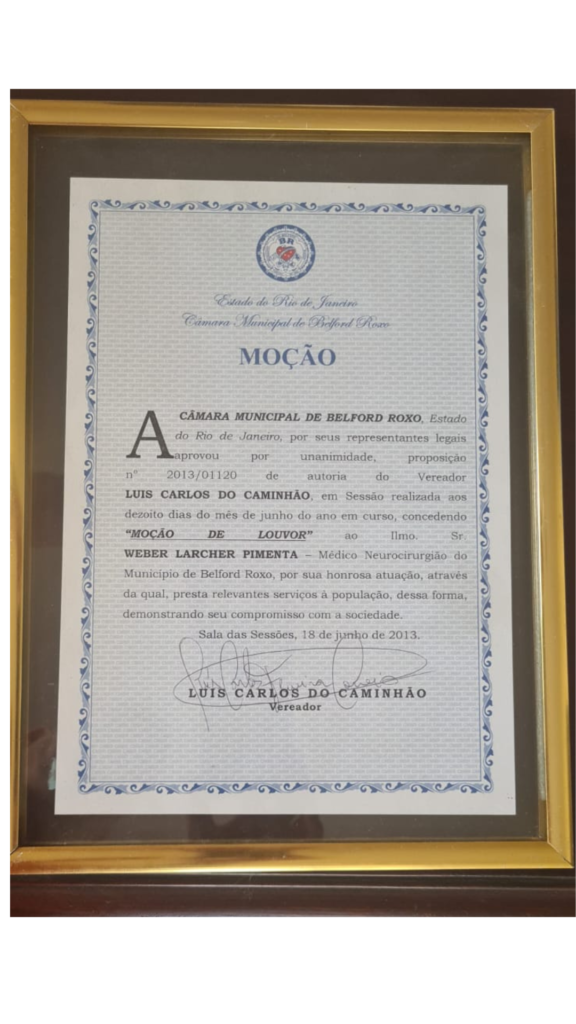 BR
Estado do Rio de Janeiro
Câmara Municipal de Belford Roxo
MOÇÃO
A CÂMARA MUNICIPAL DE BELFORD ROXO, Estado
do Rio de Janeiro, por seus representantes legais
aprovou por unanimidade, proposição
n° 2013/01120 de autoria do Vereador
LUIS CARLOS DO CAMINHÃO, em Sessão realizada aos
dezoito dias do mês de junho do ano em curso, concedendo
"MOÇÃO DE LOUVOR" ao Ilmo. Sr.
WEBER LARCHER PIMENTA – Médico Neurocirurgião do
Município de Belford Roxo, por sua honrosa atuação, através
da qual, presta relevantes serviços à população, dessa forma,
demonstrando seu compromisso com a sociedade.
Sala das Sessões, 18 de junho de 2013.
LUIS CARLOS DO CAMINHÃO
Vereador